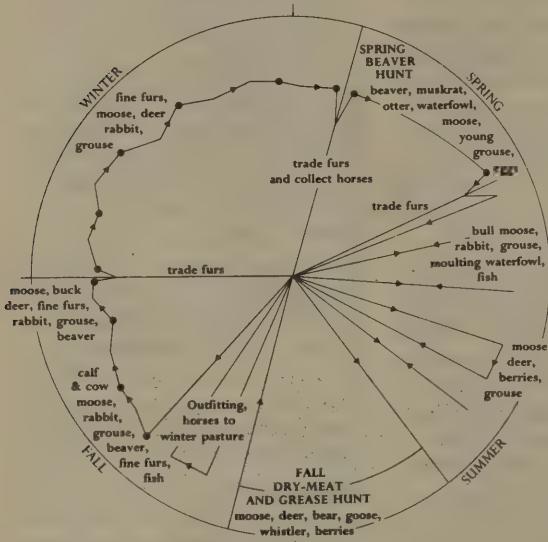 SPRING
BEAVER
HUNT
beaver, muskrat,
otter, waterfowl,
moose,
young
grouse,
SPRING
trade furs
bull moose,
rabbit, grouse,
moulting waterfowl,
fish
moose
deer,
berries,
grouse
SUMMER
FALL
DRY-MEAT
AND GREASE HUNT
moose, deer, bear, goose,
whistler, berries
Outfitting,
horses to
winter pasture
calf
& cow
moose,
rabbit,
grouse,
beaver,
fine furs,
fish
FALL
moose, buck
deer, fine furs,
rabbit, grouse,
beaver
trade furs
WINTER
fine furs,
moose, deer
rabbit,
grouse
trade furs
and collect horses